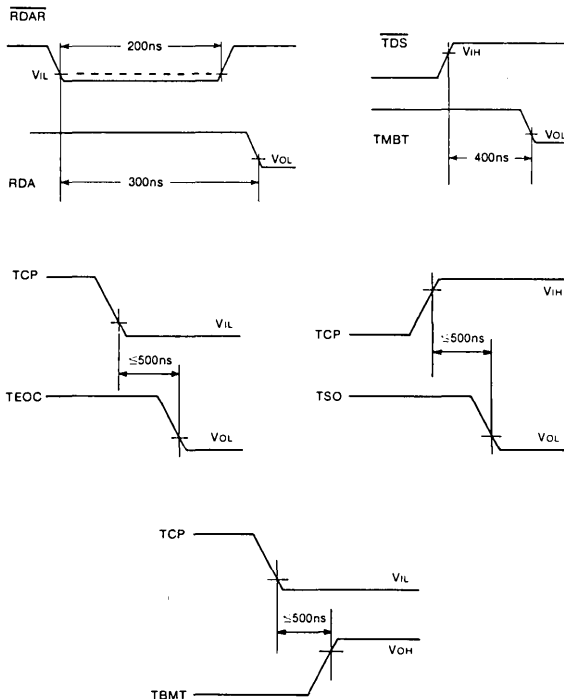 RDAR
200ns
VIL
VOL
RDA
300ns
TDS
VIH
VOL
TMBT
400ns
TCP
VIL
≤500ns
TEOC
VOL
VIH
TCP
≤500ns
TSO
VOL
TCP
VIL
≤500ns
VOH
TBMT